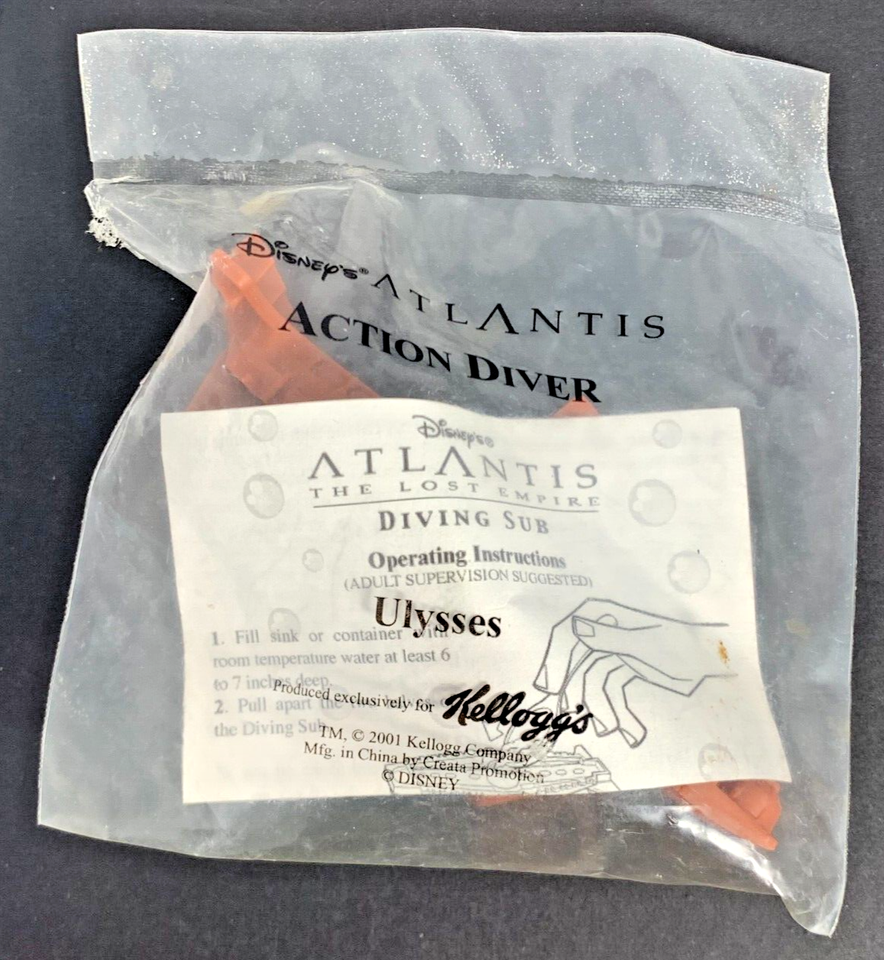 Disney's® ATLANTIS
ACTION DIVER
Disney's®
ATLANTIS
THE LOST EMPIRE
DIVING SUB
Operating Instructions
(ADULT SUPERVISION SUGGESTED)
Ulysses
1. Fill sink or container with
room temperature water at least 6
to 7 inches deep.
Produced exclusively for Kellogg's
2. Pull apart the
the Diving Sub
TM, © 2001 Kellogg Company
Mfg. in China by Creata Promotion
© DISNEY